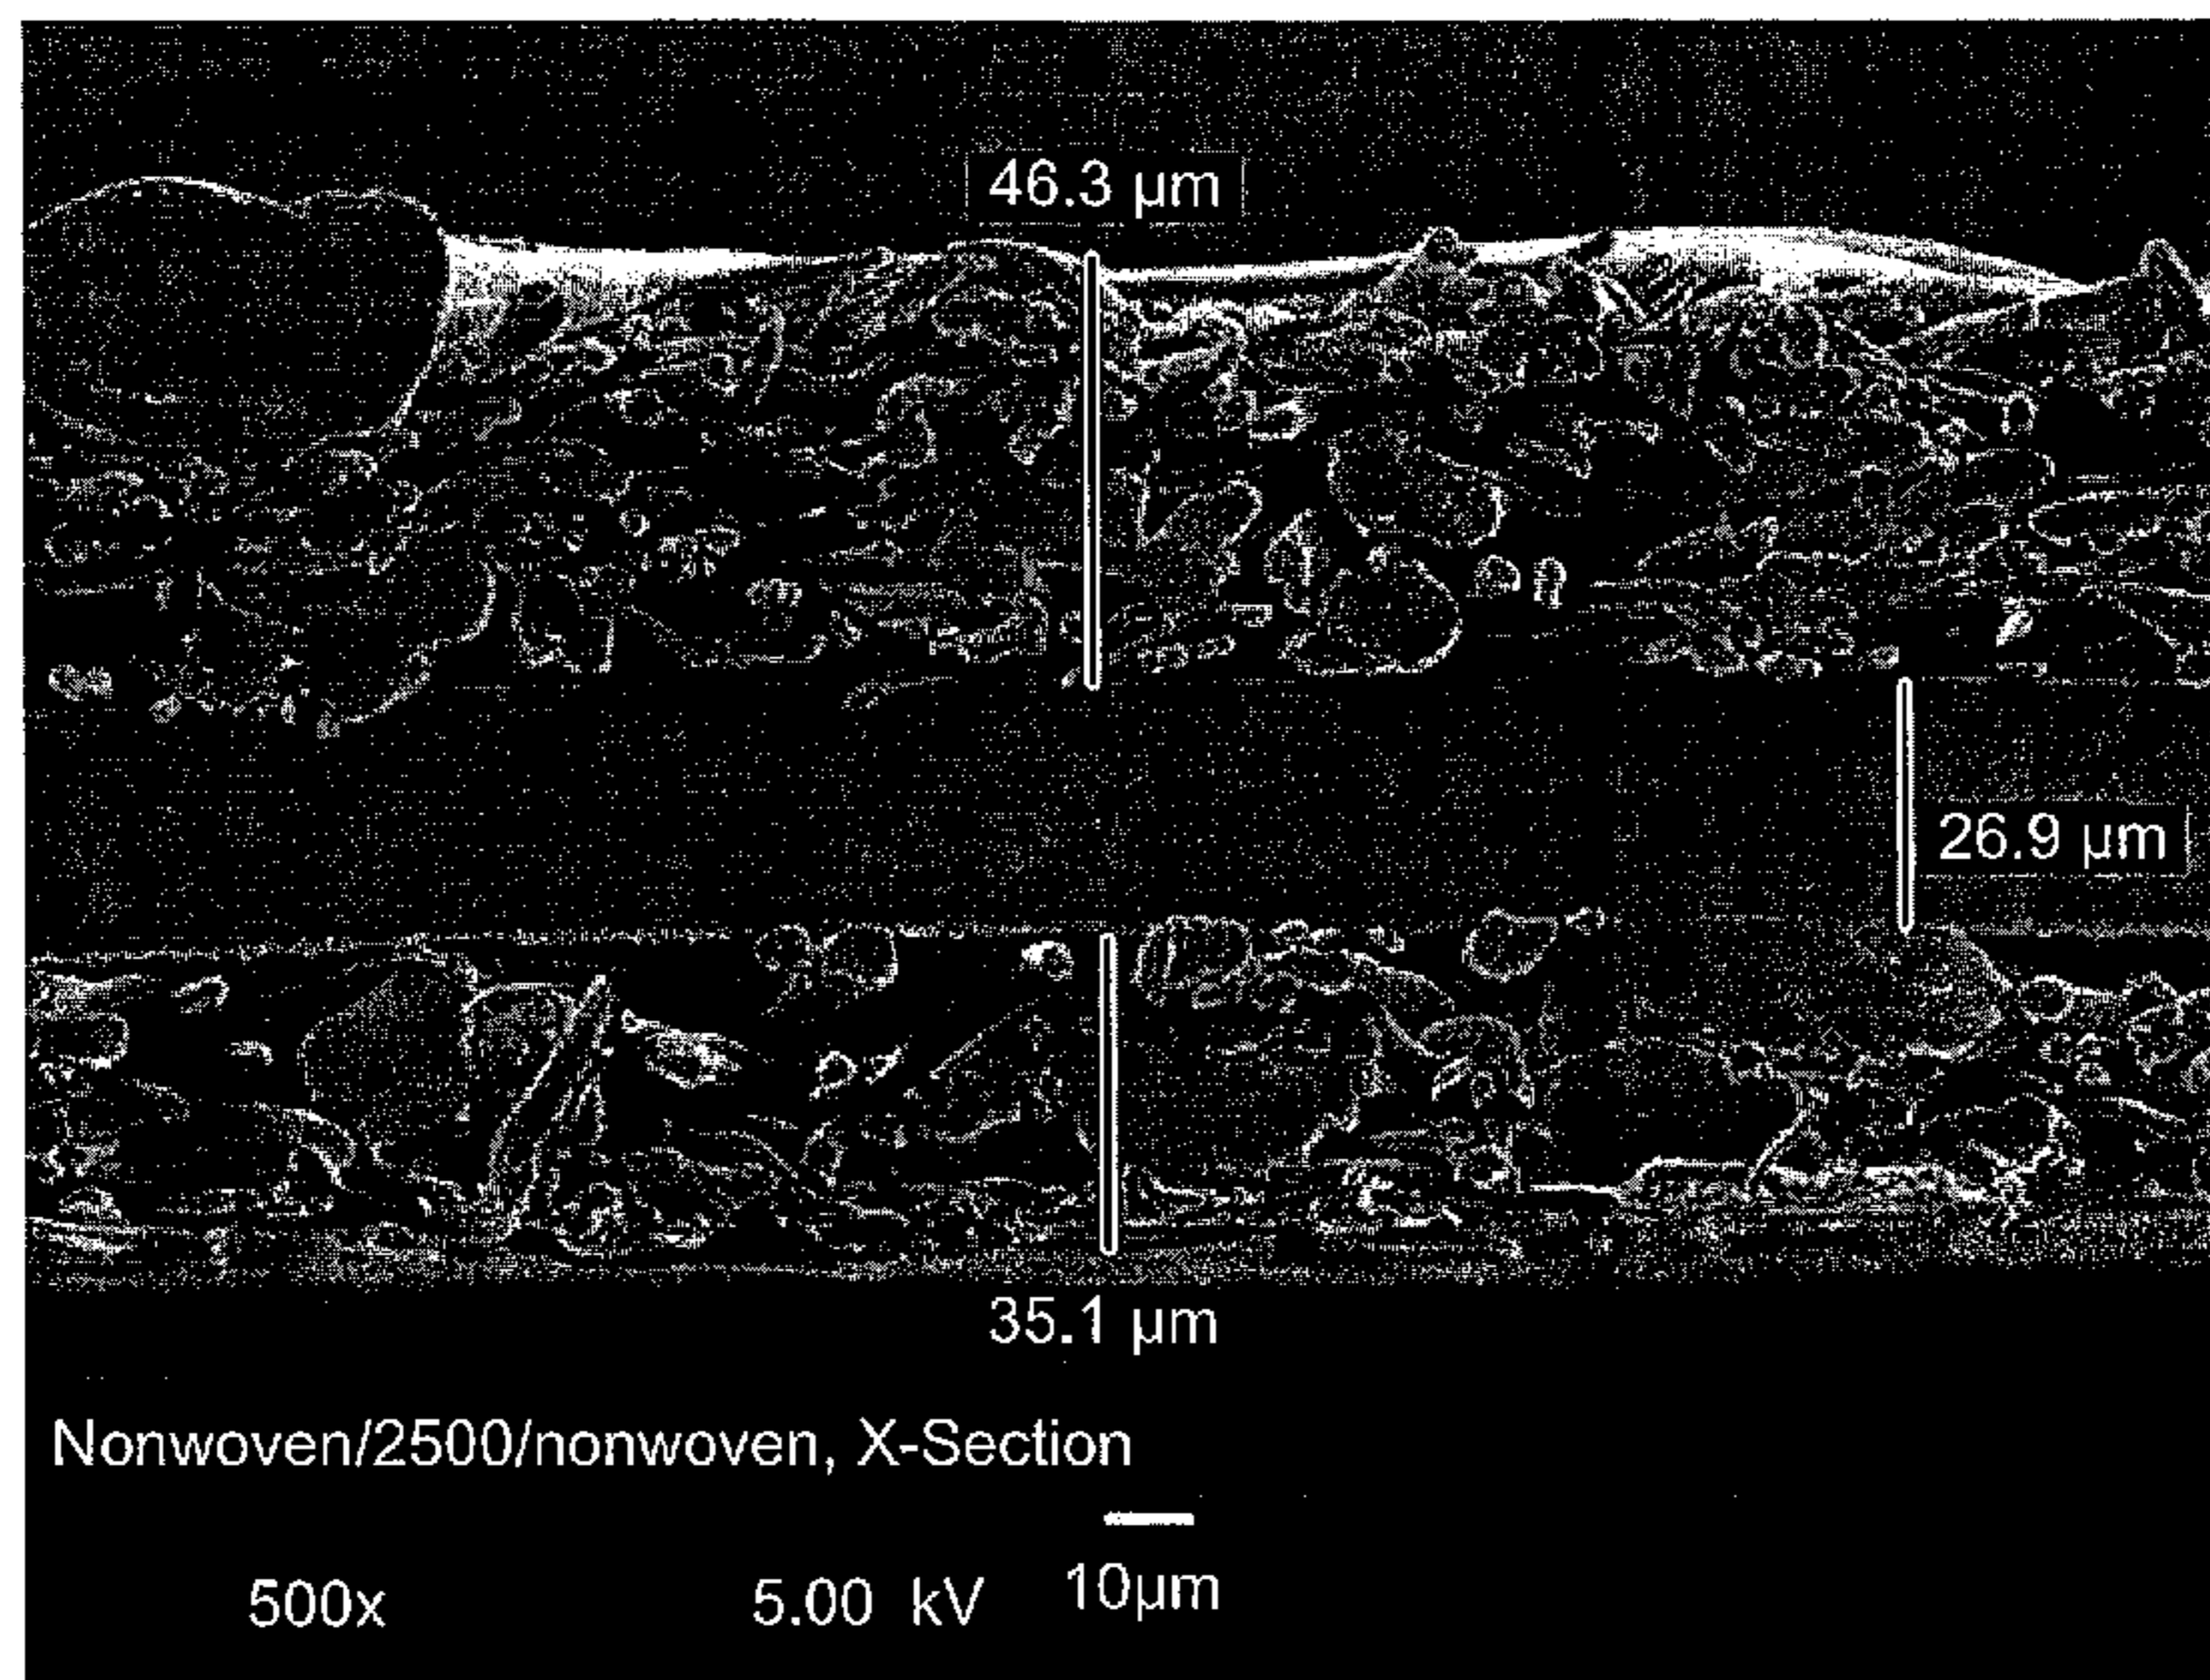 46.3 µm
26.9 µm
35.1 µm
Nonwoven/2500/nonwoven, X-Section
10µm
500x 5.00 kV